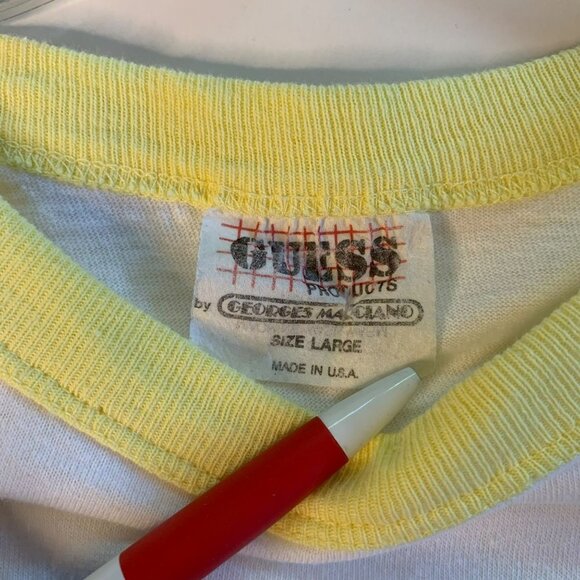 GUESS
PRODUCTS
by GEORGES MARCIANO
SIZE LARGE
MADE IN U.S.A.